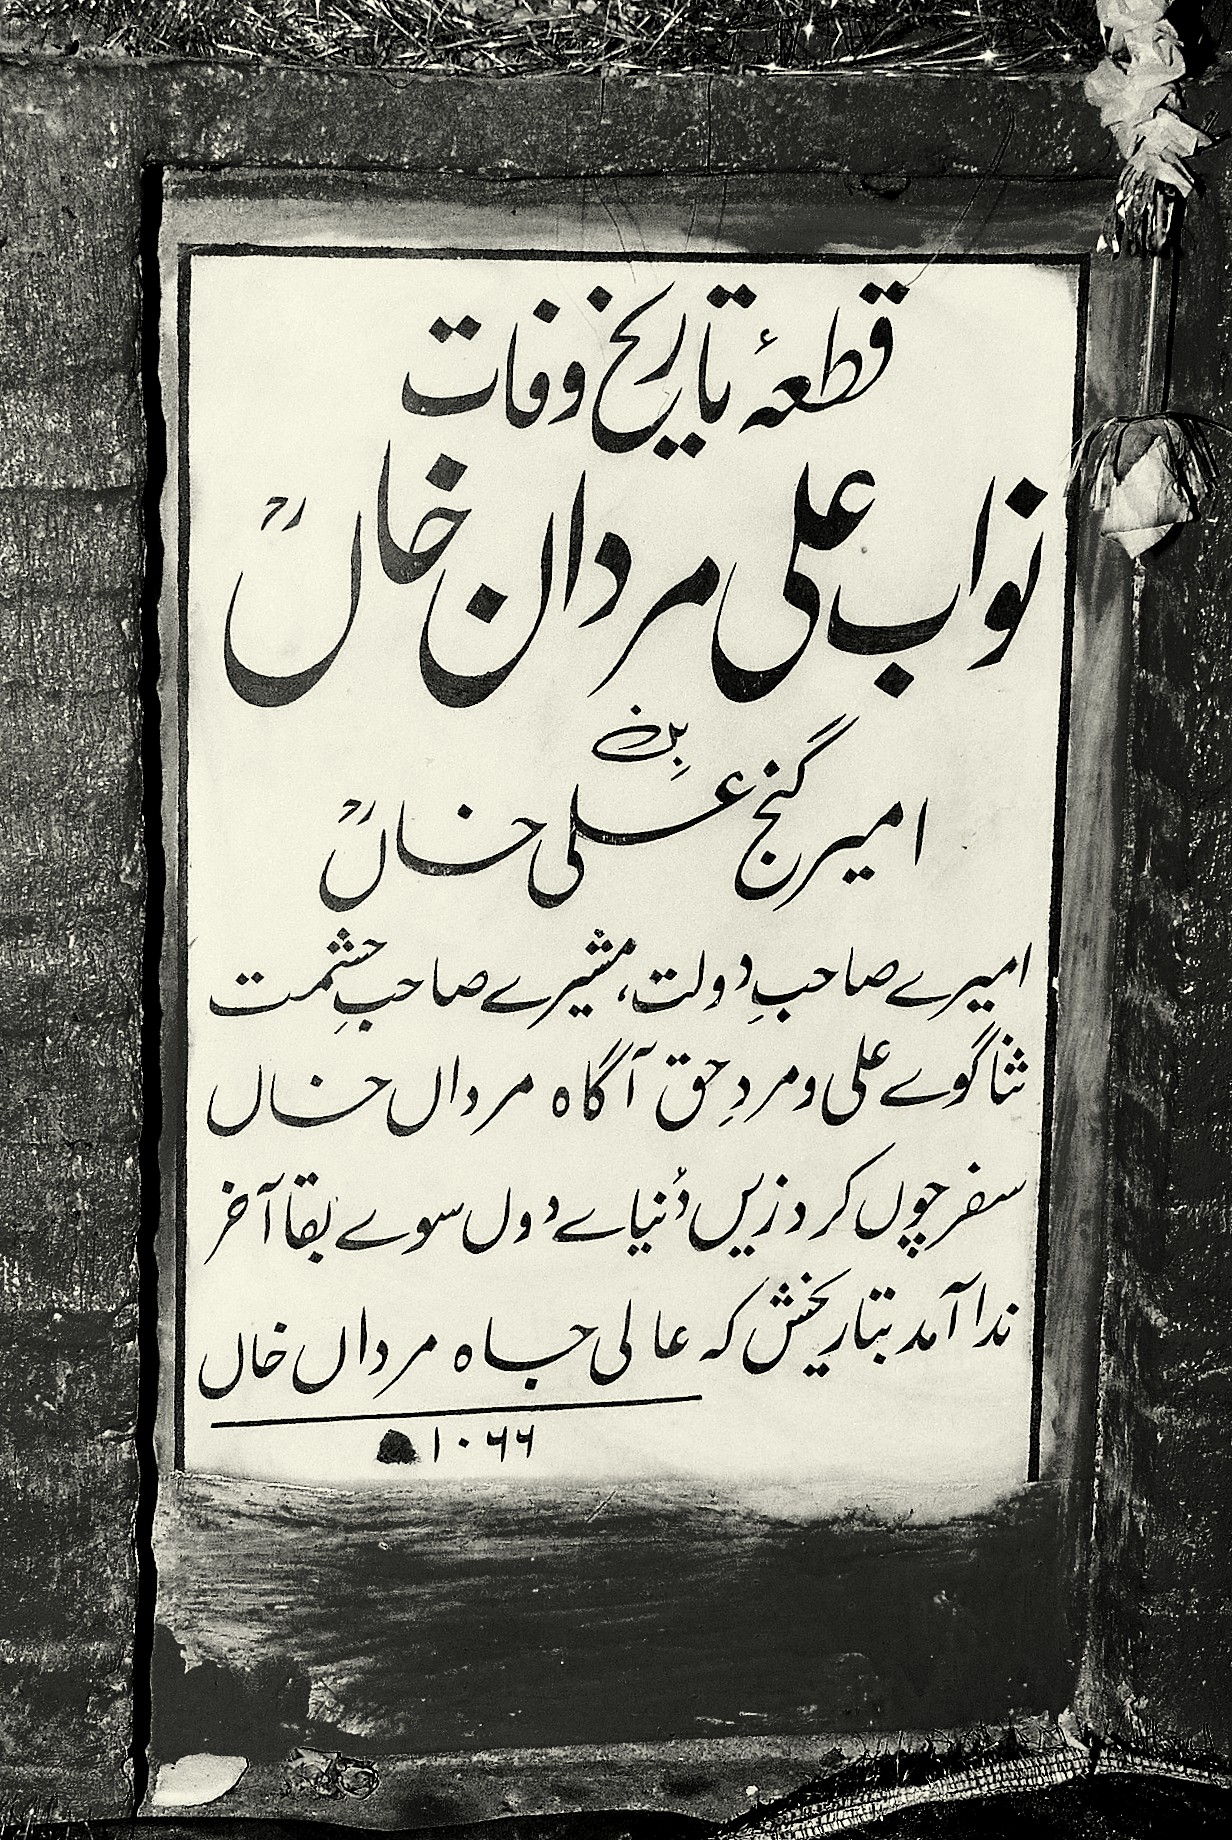 قطعۂ تاریخ وفات
نواب علی مردان خاںؒ
بن
امیر گنج علی خاںؒ
امیرے صاحبِ دولت، مشیرے صاحبِ حشمت
ثنا گوے علی و مردِ حق آگاہ مرداں خاں
سفر چوں کرد زیں دُنیاے دوں سوے بقا آخر
ندا آمد بتاریخش کہ عالی جاہ مرداں خاں
۱۰۶۶